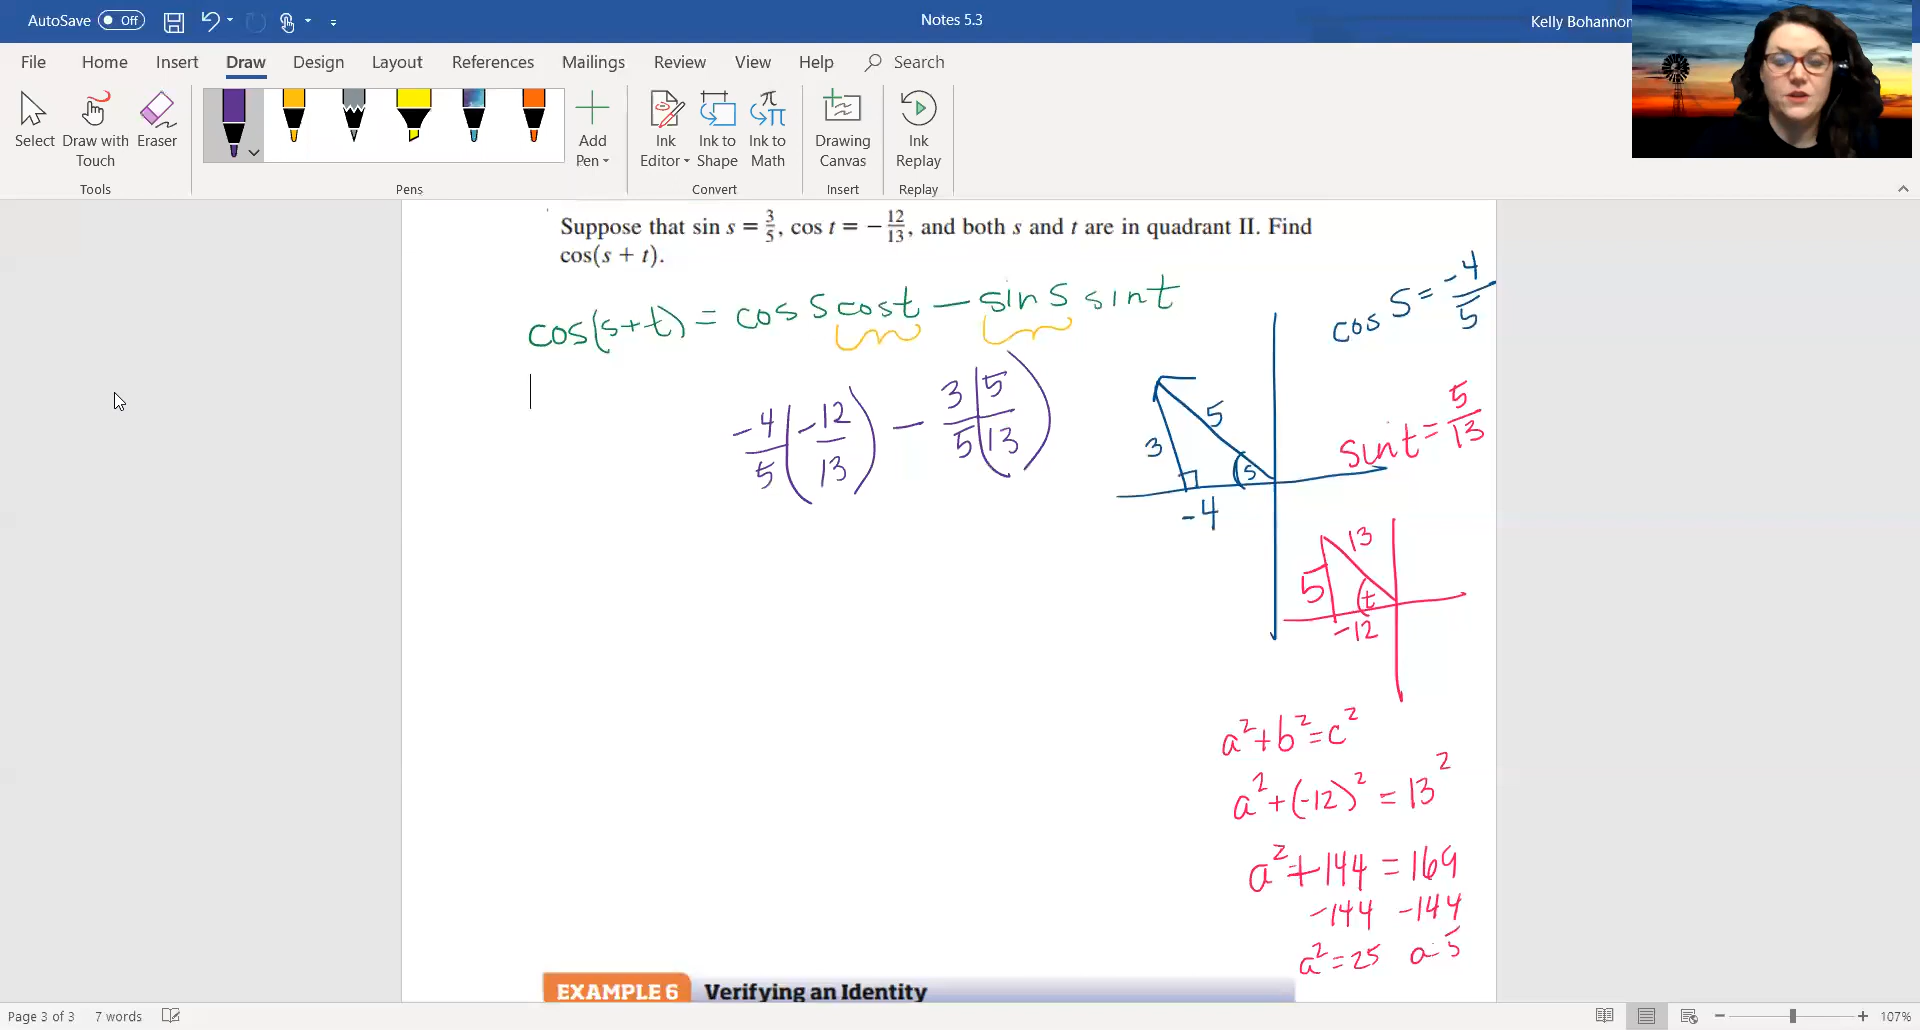 AutoSave Off
Notes 5.3
Kelly Bohannon
File Home Insert Draw Design Layout References Mailings Review View Help Search
Select
Draw with Touch
Eraser
Add Pen
Ink Editor
Ink to Shape
Ink to Math
Drawing Canvas
Ink Replay
Tools
Pens
Convert
Insert
Replay
Suppose that sin s = 3/5, cos t = −12/13, and both s and t are in quadrant II. Find
cos(s + t).
cos(s+t) = cos s cos t − sin s sin t
-4/5 (-12/13) − 3/5 (5/13)
cos s = -4/5
sin t = 5/13
5
3
s
-4
13
5
t
-12
a²+b²=c²
a²+(-12)² = 13²
a²+144 = 169
-144 -144
a²=25 a=5
EXAMPLE 6 Verifying an Identity
Page 3 of 3 7 words
107%